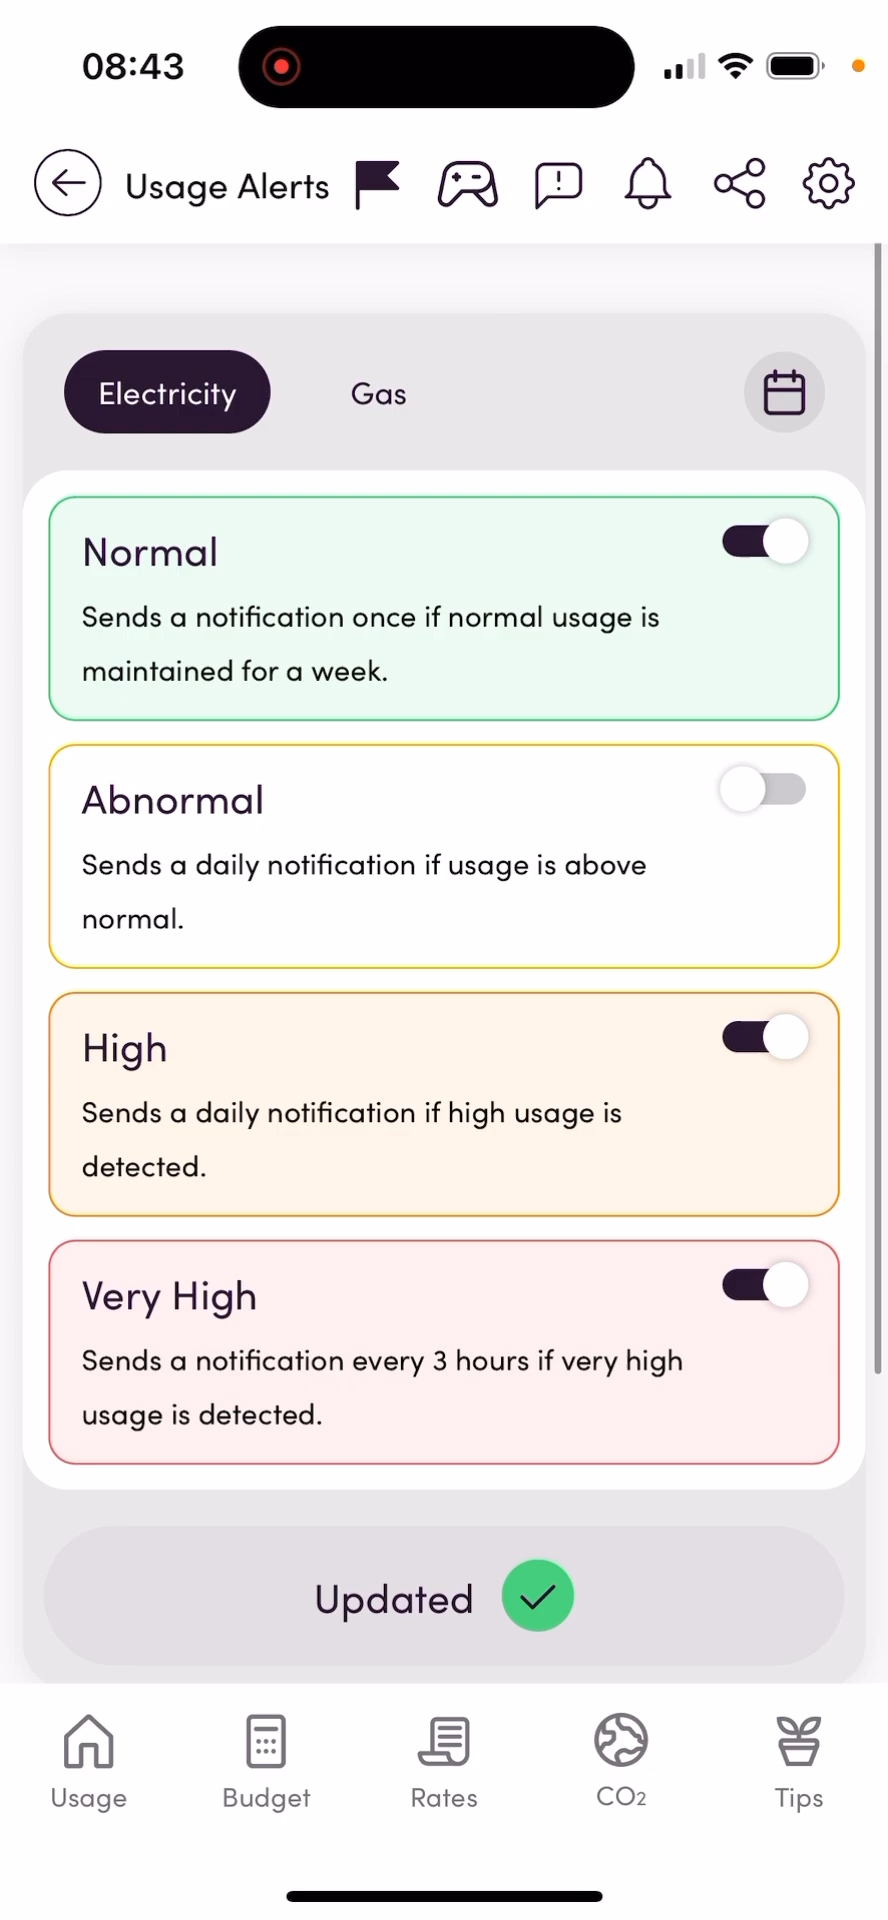 08:43
Usage Alerts
Electricity
Gas
Normal
Sends a notification once if normal usage is
maintained for a week.
Abnormal
Sends a daily notification if usage is above
normal.
High
Sends a daily notification if high usage is
detected.
Very High
Sends a notification every 3 hours if very high
usage is detected.
Updated
Usage
Budget
Rates
CO2
Tips